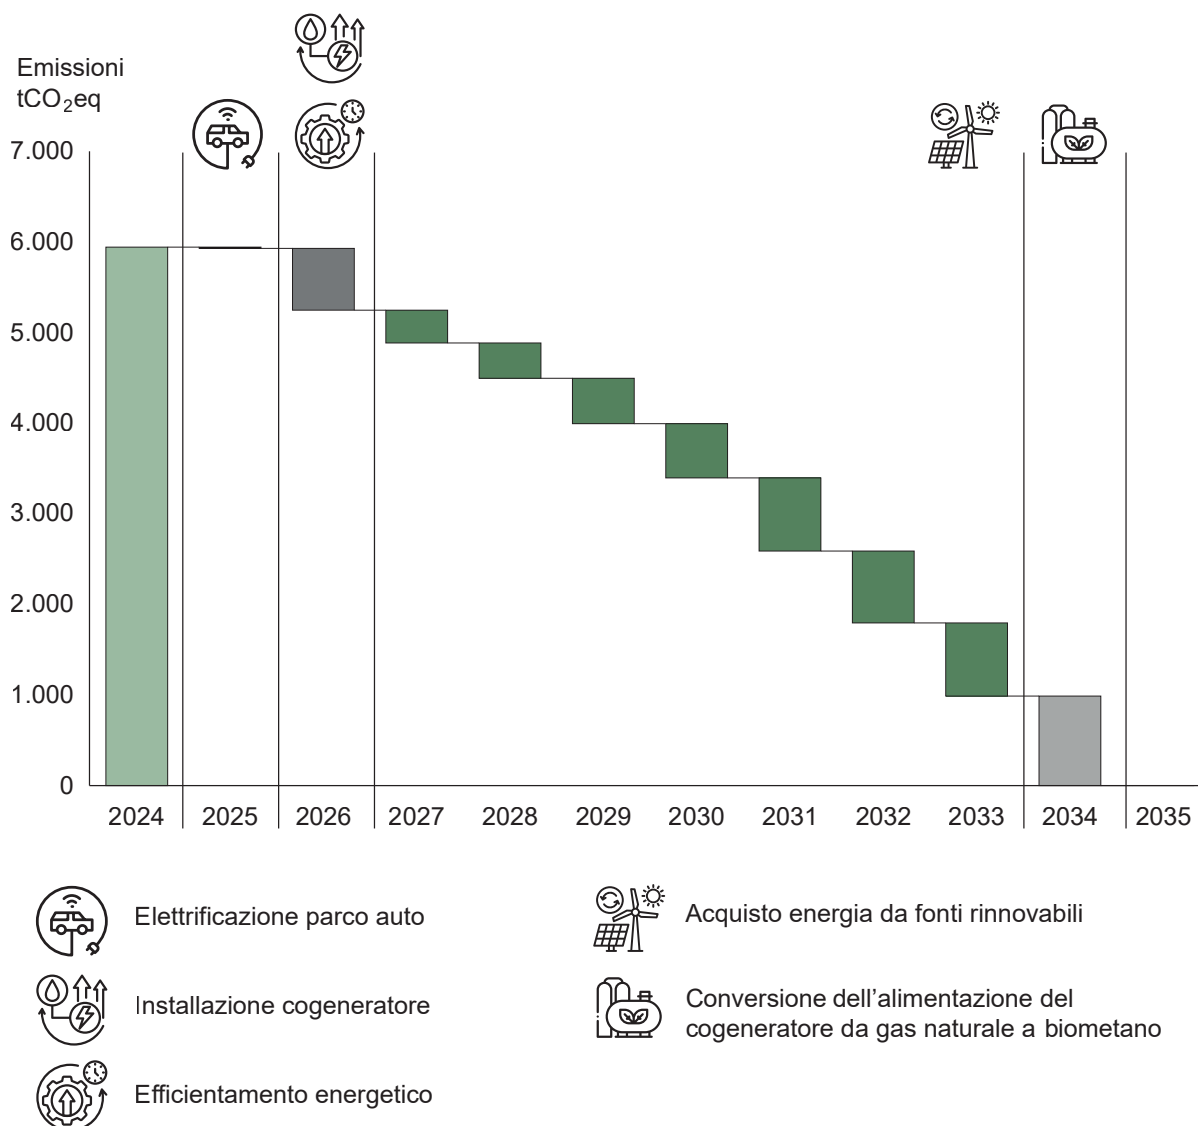 Emissioni
tCO₂eq
7.000
6.000
5.000
4.000
3.000
2.000
1.000
0
2024 2025 2026 2027 2028 2029 2030 2031 2032 2033 2034 2035
Elettrificazione parco auto
Installazione cogeneratore
Efficientamento energetico
Acquisto energia da fonti rinnovabili
Conversione dell’alimentazione del
cogeneratore da gas naturale a biometano